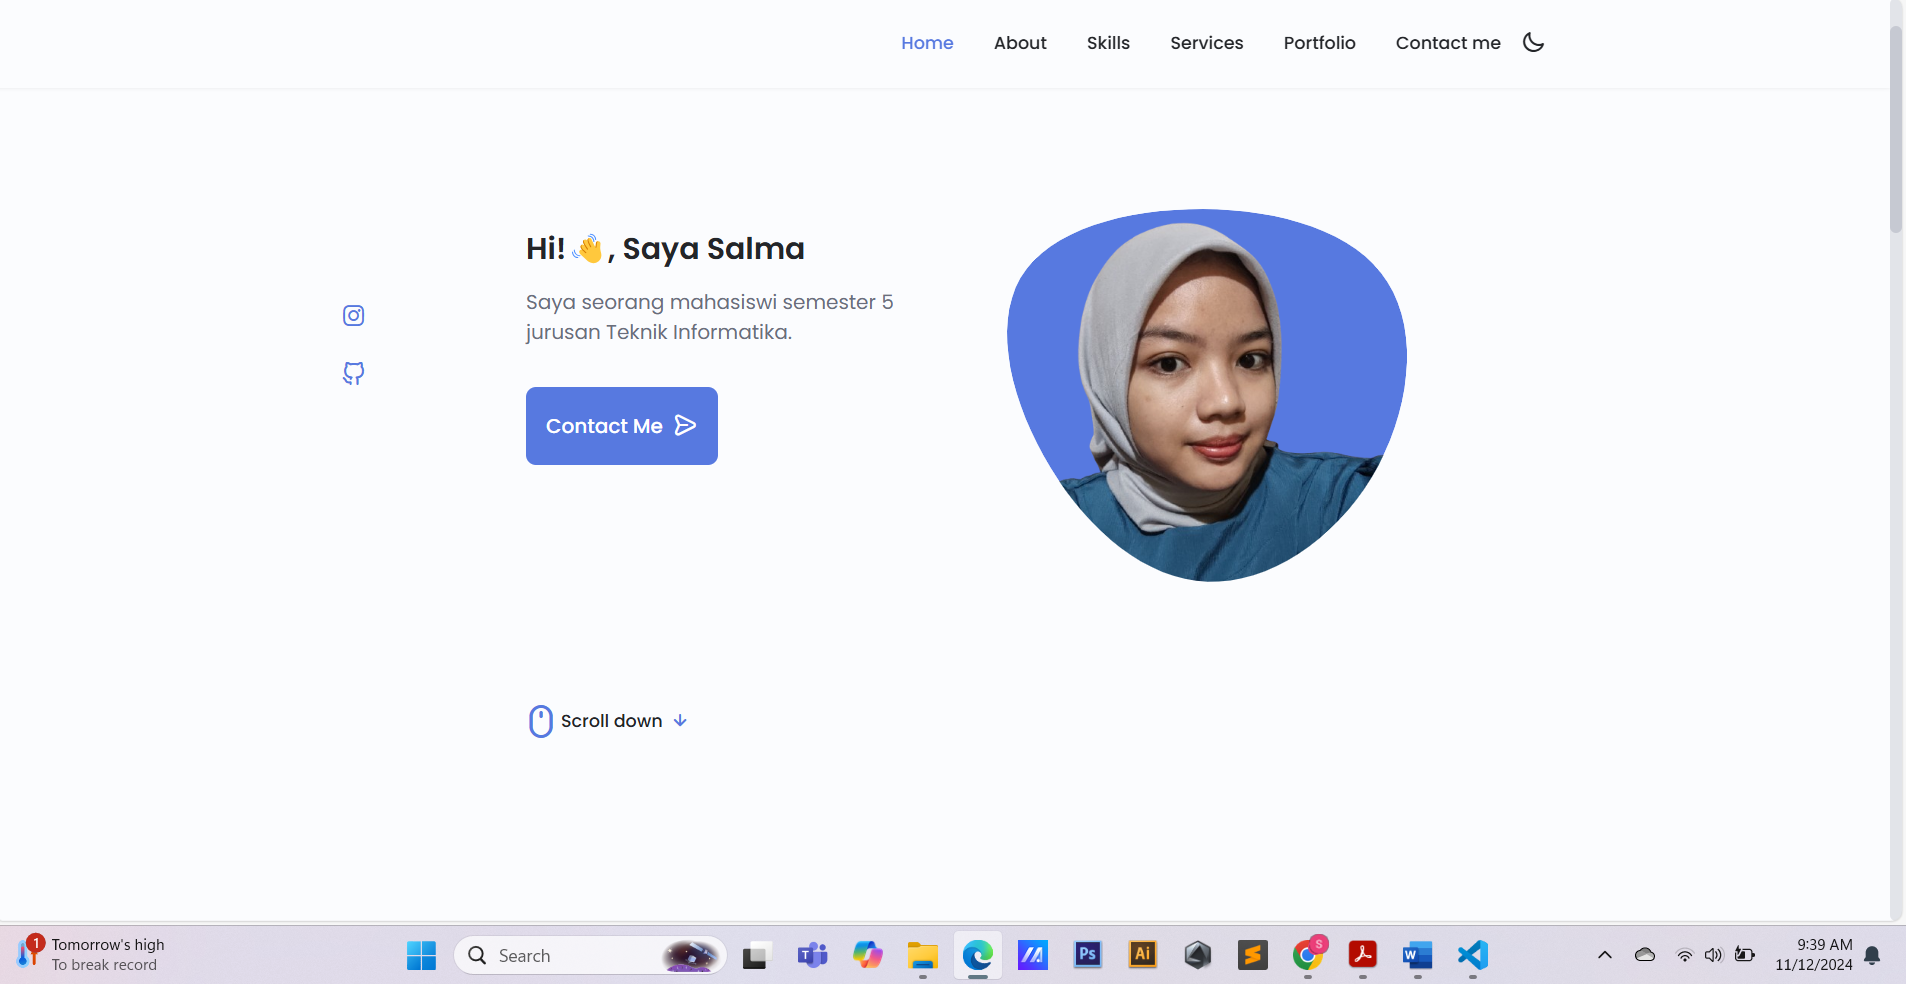 Home About Skills Services Portfolio Contact me
Hi! 👋, Saya Salma
Saya seorang mahasiswi semester 5
jurusan Teknik Informatika.
Contact Me
Scroll down
1
Tomorrow's high
To break record
Search
T
Ps
Ai
S
W
9:39 AM
11/12/2024